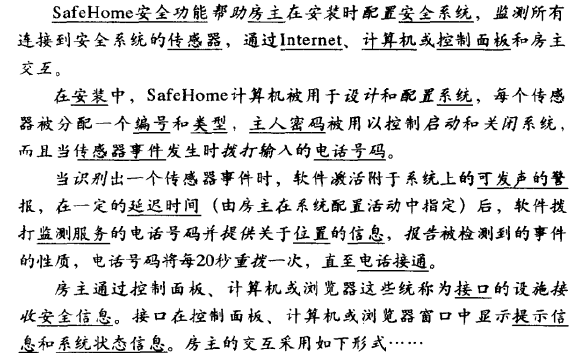 SafeHome安全功能帮助房主在安装时配置安全系统，监测所有
连接到安全系统的传感器，通过Internet、计算机或控制面板和房主
交互。
在安装中，SafeHome计算机被用于设计和配置系统，每个传感
器被分配一个编号和类型，主人密码被用以控制启动和关闭系统，
而且当传感器事件发生时拨打输入的电话号码。
当识别出一个传感器事件时，软件激活附于系统上的可发声的警
报，在一定的延迟时间（由房主在系统配置活动中指定）后，软件拨
打监测服务的电话号码并提供关于位置的信息，报告被检测到的事件
的性质，电话号码将每20秒重拨一次，直至电话接通。
房主通过控制面板、计算机或浏览器这些统称为接口的设施接
收安全信息。接口在控制面板、计算机或浏览器窗口中显示提示信
息和系统状态信息。房主的交互采用如下形式……